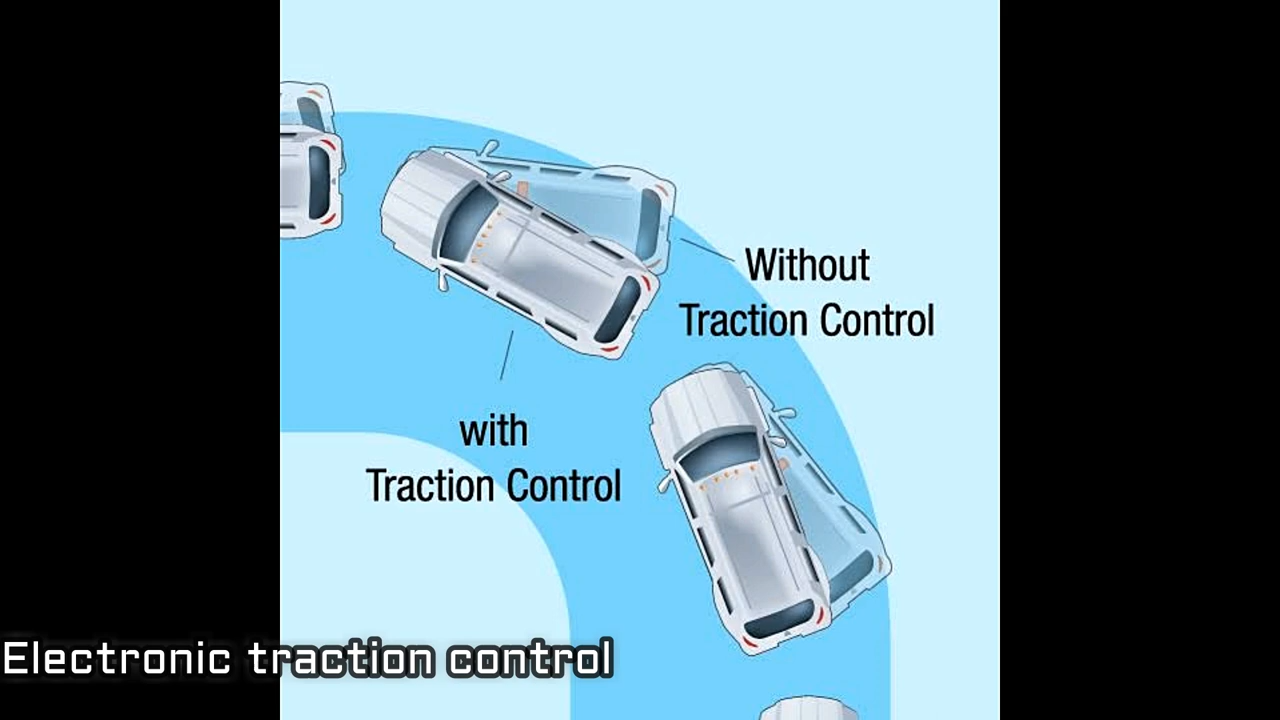 Without
Traction Control
with
Traction Control
Electronic traction control